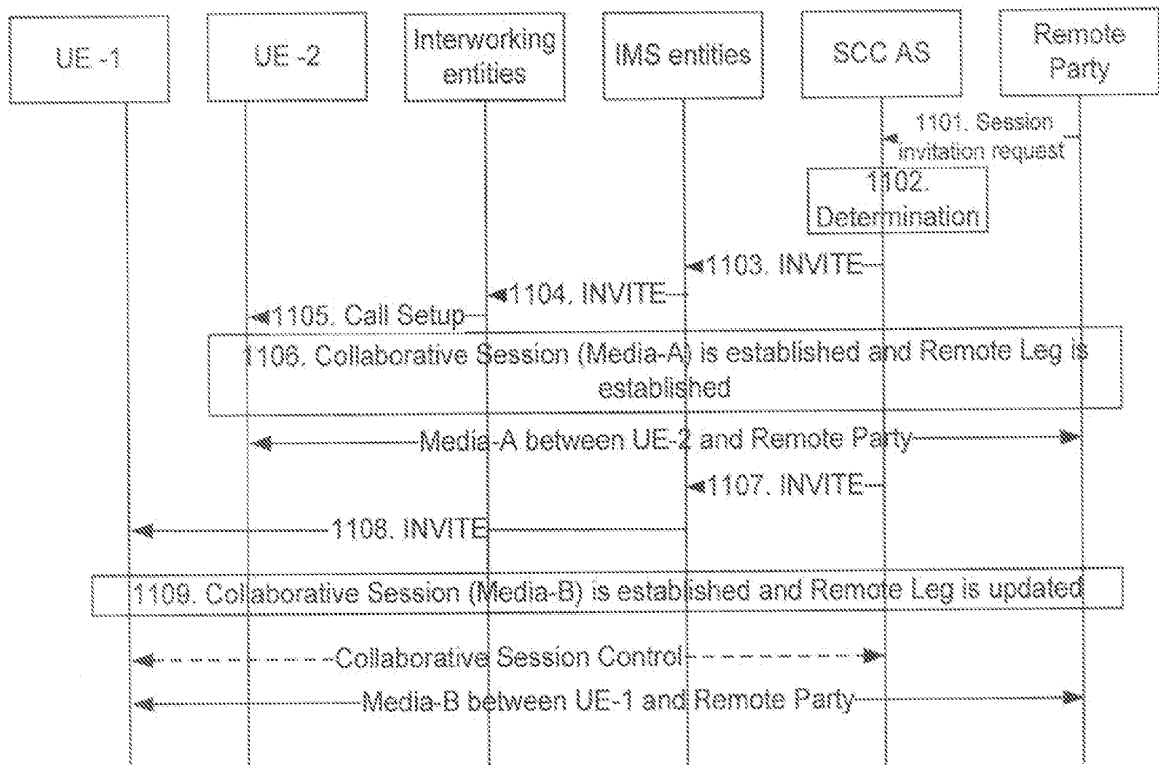 UE -1
UE -2
Interworking
entities
IMS entities
SCC AS
Remote
Party
1101. Session
invitation request
1102.
Determination
1103. INVITE
1104. INVITE
1105. Call Setup
1106. Collaborative Session (Media-A) is established and Remote Leg is
established
Media-A between UE-2 and Remote Party
1107. INVITE
1108. INVITE
1109. Collaborative Session (Media-B) is established and Remote Leg is updated
Collaborative Session Control
Media-B between UE-1 and Remote Party